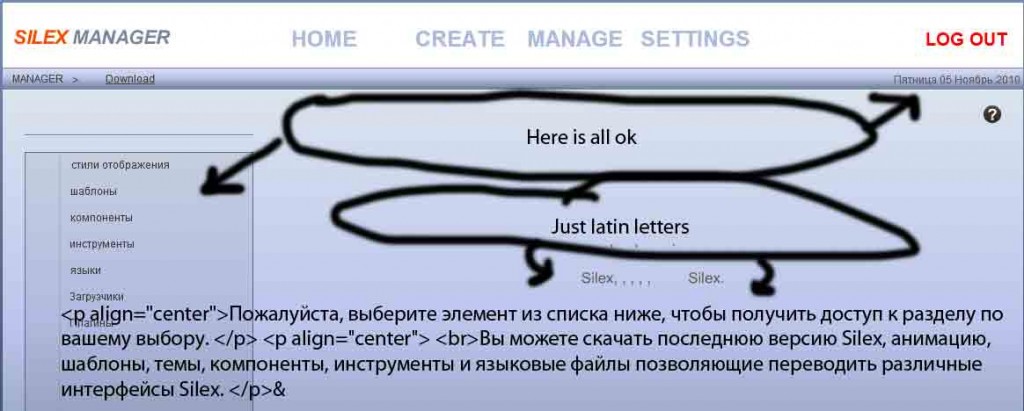 SILEX MANAGER HOME CREATE MANAGE SETTINGS LOG OUT
MANAGER > Download Пятница 05 Ноябрь 2010
Here is all ok
?
стили отображения
шаблоны
компоненты
Just latin letters
инструменты
языки
Silex, , , , , Silex.
Загрузчики
<p align="center">Пожалуйста, выберите элемент из списка ниже, чтобы получить доступ к разделу по
вашему выбору. </p> <p align="center"> <br>Вы можете скачать последнюю версию Silex, анимацию,
шаблоны, темы, компоненты, инструменты и языковые файлы позволяющие переводить различные
интерфейсы Silex. </p>&